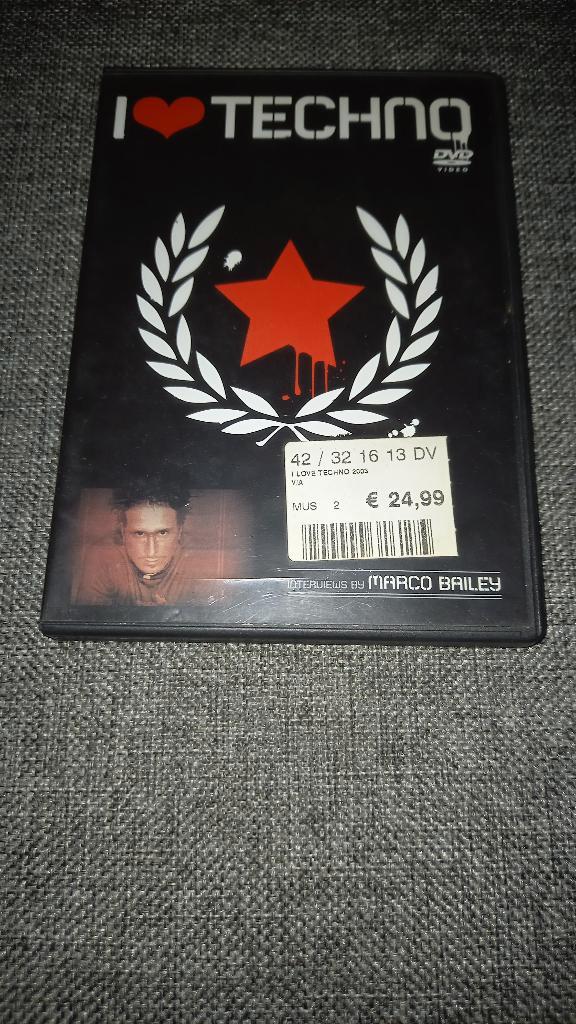 I ❤ TECHNO
DVD
VIDEO
42 / 32 16 13 DV
I LOVE TECHNO 2003
V/A
MUS 2 € 24,99
INTERVIEWS BY MARCO BAILEY